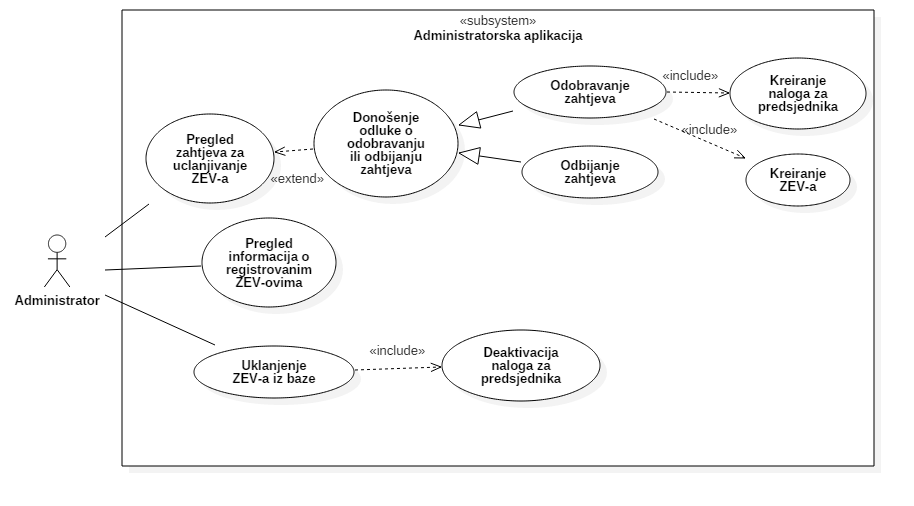 «subsystem»
Administratorska aplikacija
Odobravanje
zahtjeva
«include»
Kreiranje
naloga za
predsjednika
Donošenje
odluke o
odobravanju
ili odbijanju
zahtjeva
Pregled
zahtjeva za
uclanjivanje
ZEV-a
«extend»
«include»
Odbijanje
zahtjeva
Kreiranje
ZEV-a
Pregled
informacija o
registrovanim
ZEV-ovima
Administrator
Uklanjenje
ZEV-a iz baze
«include»
Deaktivacija
naloga za
predsjednika